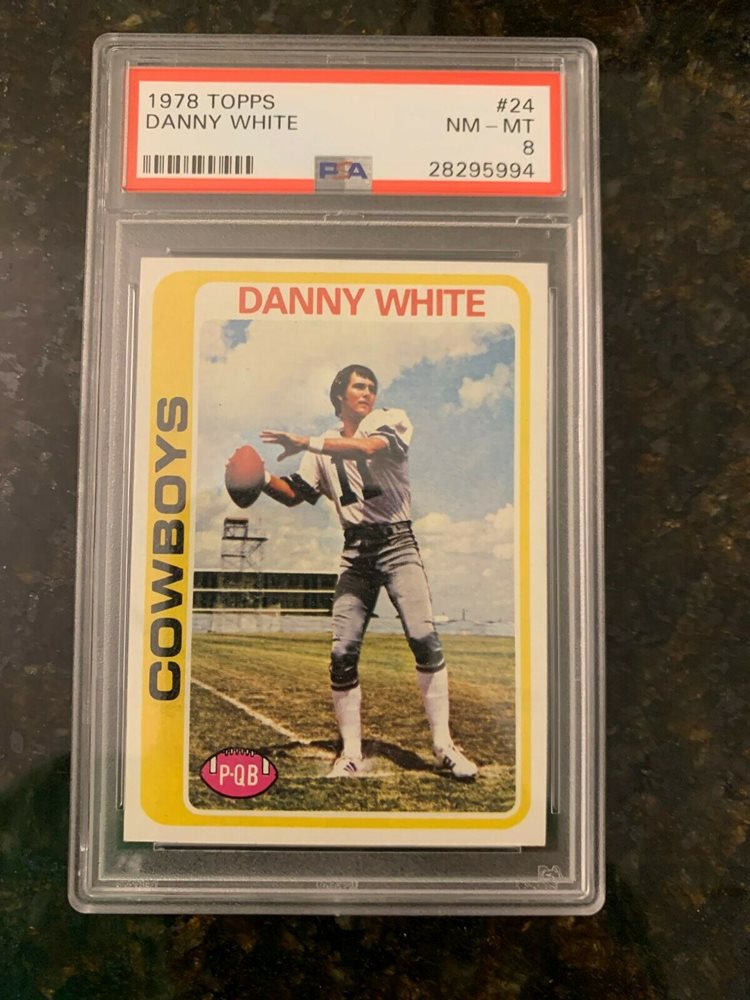 1978 TOPPS #24
DANNY WHITE NM - MT
8
PSA 28295994
DANNY WHITE
COWBOYS
11
P-QB